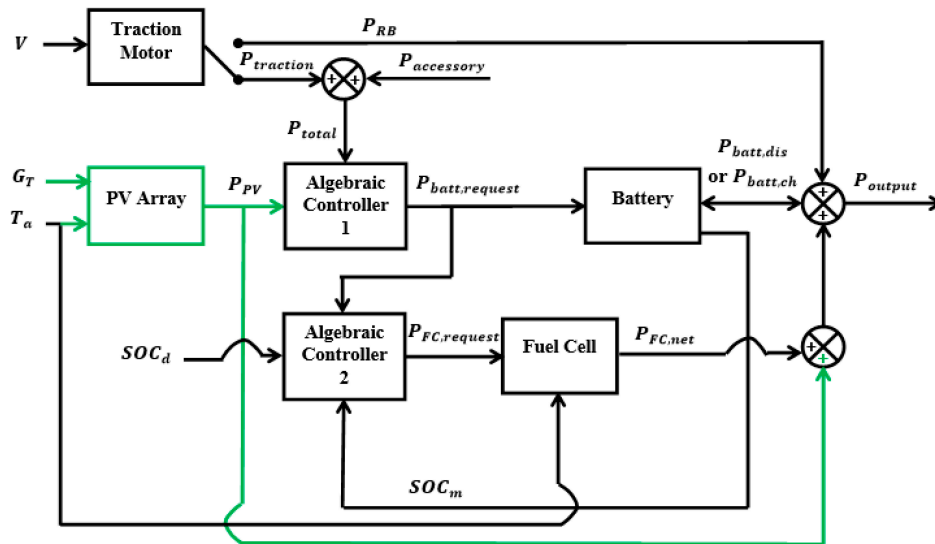 V
Traction
Motor
P_RB
P_traction
P_accessory
+ +
P_total
G_T
T_a
PV Array
P_PV
Algebraic
Controller
1
P_batt,request
Battery
P_batt,dis
or P_batt,ch
+
+ +
P_output
SOC_d
Algebraic
Controller
2
P_FC,request
Fuel Cell
P_FC,net
+
+
SOC_m